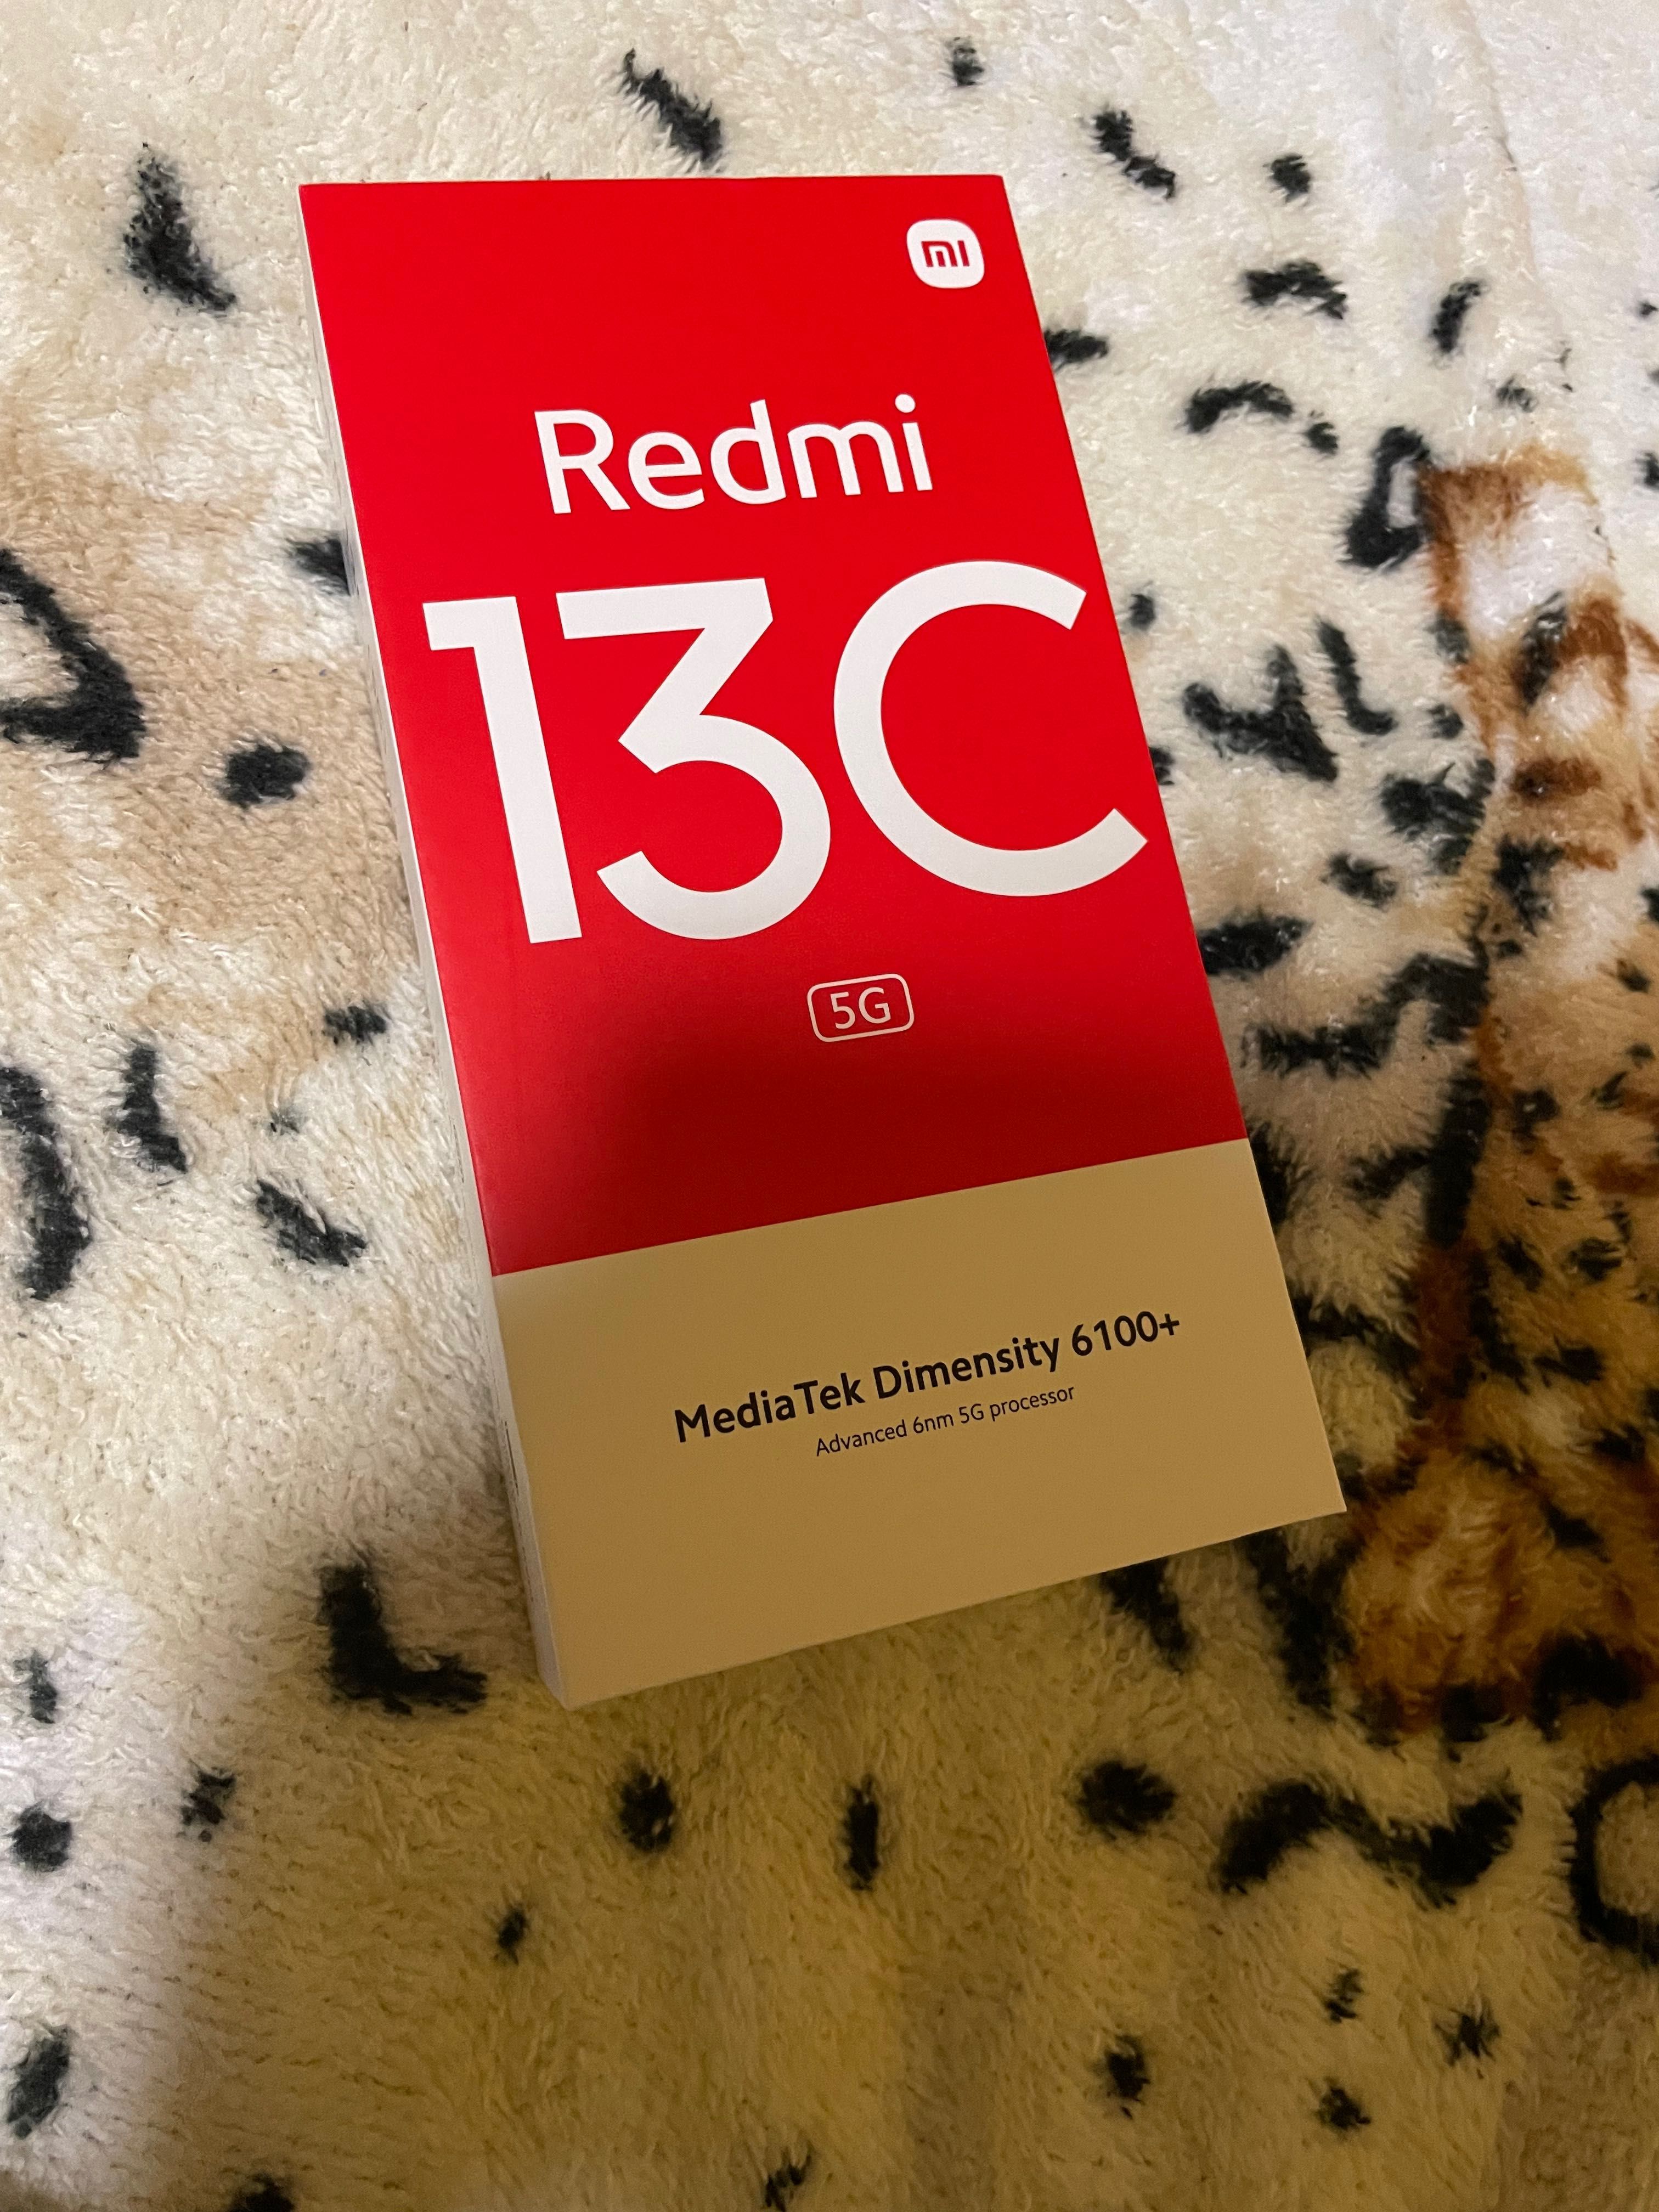 mi
Redmi
13C
5G
MediaTek Dimensity 6100+
Advanced 6nm 5G processor